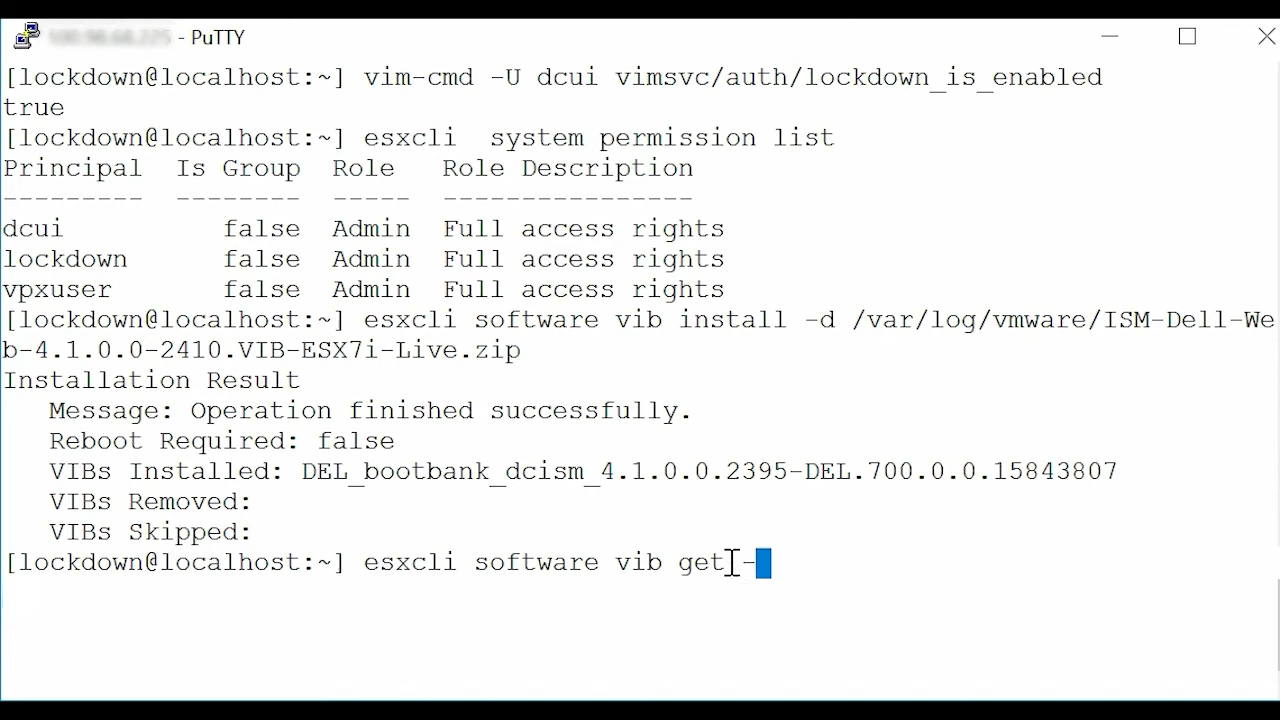 - PuTTY
[lockdown@localhost:~] vim-cmd -U dcui vimsvc/auth/lockdown_is_enabled
true
[lockdown@localhost:~] esxcli  system permission list
Principal  Is Group  Role   Role Description
---------  --------  -----  ----------------
dcui          false  Admin  Full access rights
lockdown      false  Admin  Full access rights
vpxuser       false  Admin  Full access rights
[lockdown@localhost:~] esxcli software vib install -d /var/log/vmware/ISM-Dell-We
b-4.1.0.0-2410.VIB-ESX7i-Live.zip
Installation Result
   Message: Operation finished successfully.
   Reboot Required: false
   VIBs Installed: DEL_bootbank_dcism_4.1.0.0.2395-DEL.700.0.0.15843807
   VIBs Removed:
   VIBs Skipped:
[lockdown@localhost:~] esxcli software vib get -